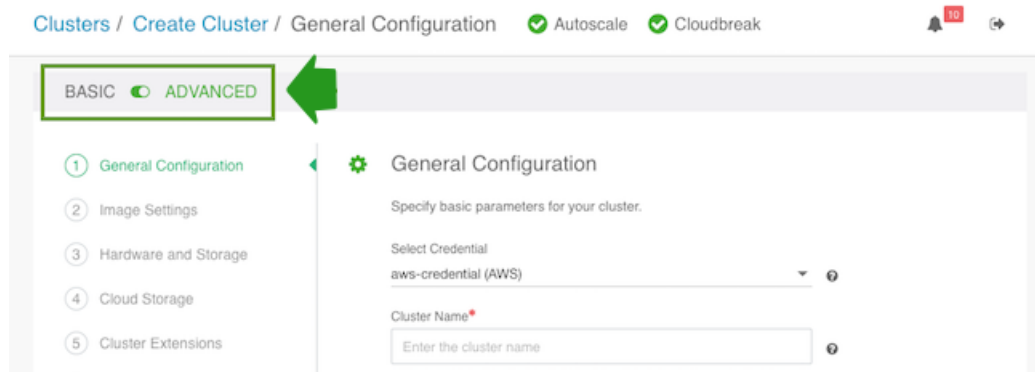 Clusters / Create Cluster / General Configuration Autoscale Cloudbreak 10
BASIC ADVANCED
1 General Configuration
2 Image Settings
3 Hardware and Storage
4 Cloud Storage
5 Cluster Extensions
General Configuration
Specify basic parameters for your cluster.
Select Credential
aws-credential (AWS)
Cluster Name*
Enter the cluster name